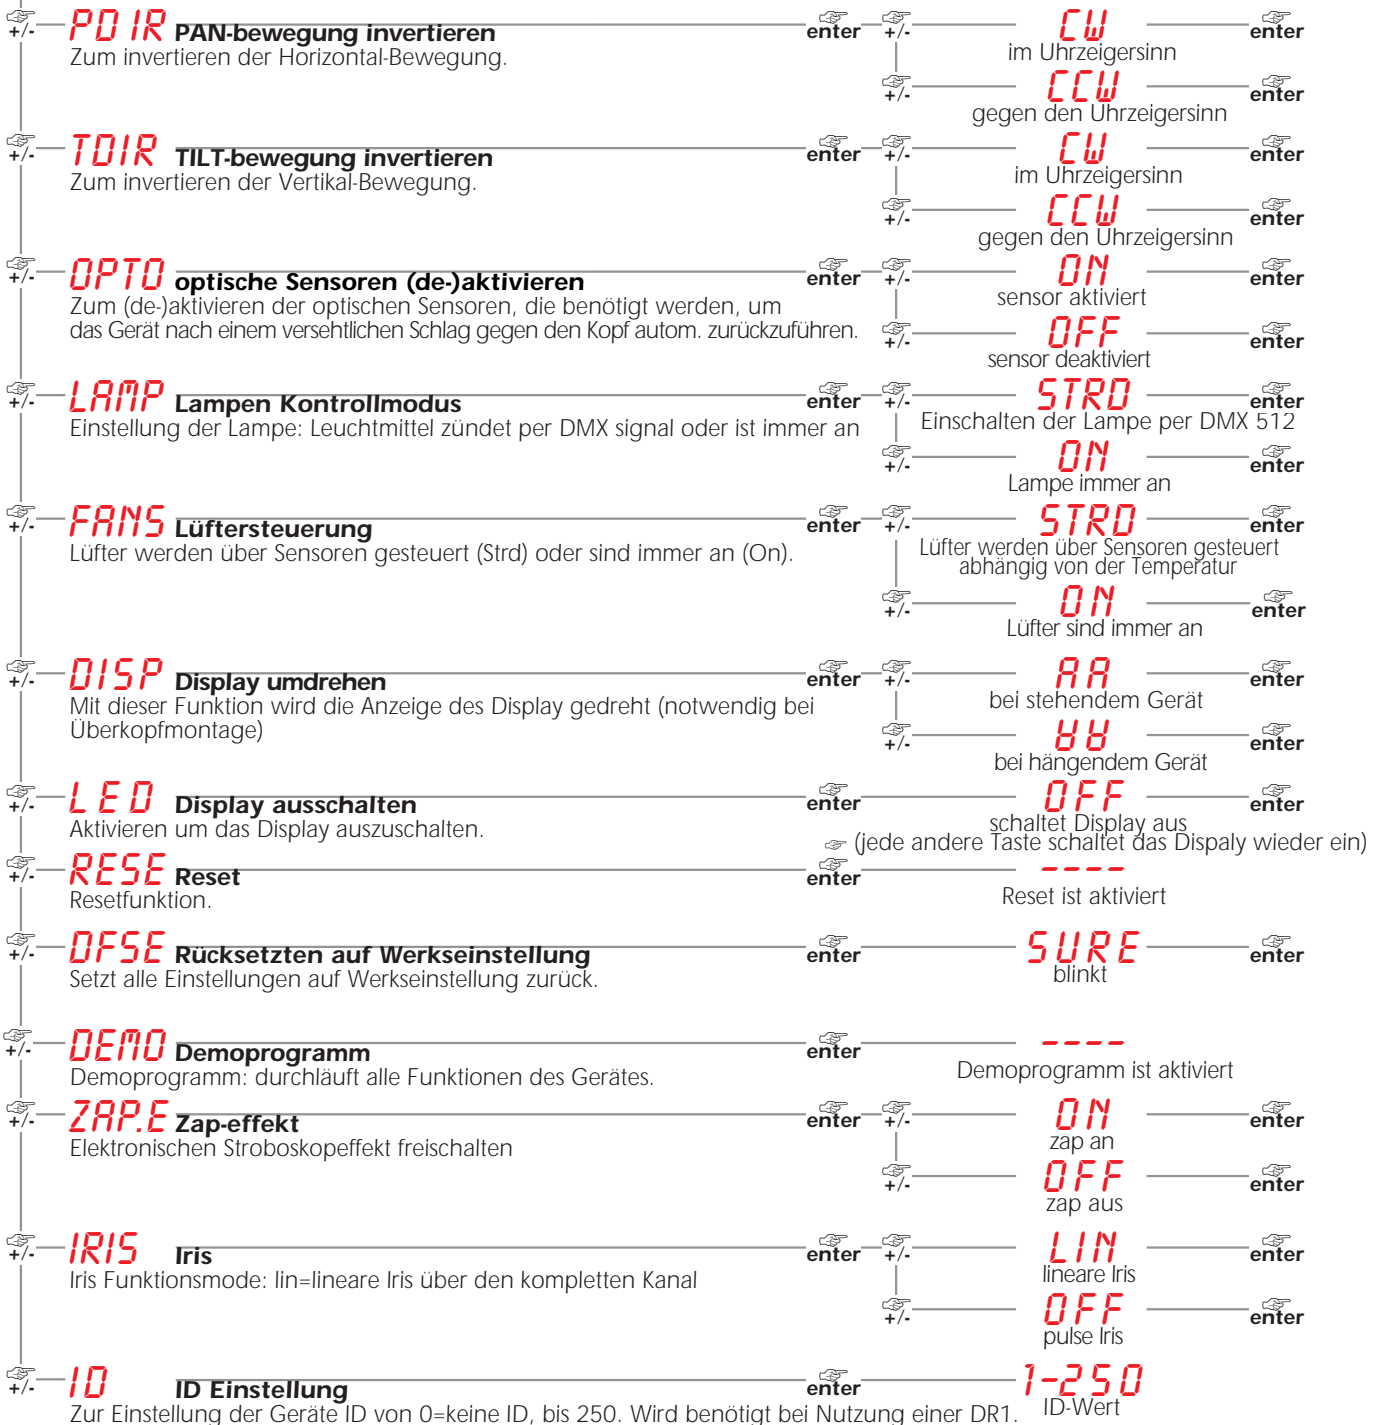 +/- PDIR PAN-bewegung invertieren enter +/- CW enter
Zum invertieren der Horizontal-Bewegung. im Uhrzeigersinn
+/- CCW enter
gegen den Uhrzeigersinn
+/- TDIR TILT-bewegung invertieren enter +/- CW enter
Zum invertieren der Vertikal-Bewegung. im Uhrzeigersinn
+/- CCW enter
gegen den Uhrzeigersinn
+/- OPTO optische Sensoren (de-)aktivieren enter +/- ON enter
Zum (de-)aktivieren der optischen Sensoren, die benötigt werden, um sensor aktiviert
das Gerät nach einem versehtlichen Schlag gegen den Kopf autom. zurückzuführen. +/- OFF enter
sensor deaktiviert
+/- LAMP Lampen Kontrollmodus enter +/- STRD enter
Einstellung der Lampe: Leuchtmittel zündet per DMX signal oder ist immer an Einschalten der Lampe per DMX 512
+/- ON enter
Lampe immer an
+/- FANS Lüftersteuerung enter +/- STRD enter
Lüfter werden über Sensoren gesteuert (Strd) oder sind immer an (On). Lüfter werden über Sensoren gesteuert
abhängig von der Temperatur
+/- ON enter
Lüfter sind immer an
+/- DISP Display umdrehen enter +/- AA enter
Mit dieser Funktion wird die Anzeige des Display gedreht (notwendig bei bei stehendem Gerät
Überkopfmontage) +/- enter
bei hängendem Gerät
+/- LED Display ausschalten enter OFF enter
Aktivieren um das Display auszuschalten. schaltet Display aus
(jede andere Taste schaltet das Dispaly wieder ein)
+/- RESE Reset enter ----
Resetfunktion. Reset ist aktiviert
+/- DFSE Rücksetzten auf Werkseinstellung enter SURE enter
Setzt alle Einstellungen auf Werkseinstellung zurück. blinkt
+/- DEMO Demoprogramm enter ----
Demoprogramm: durchläuft alle Funktionen des Gerätes. Demoprogramm ist aktiviert
+/- ZAP.E Zap-effekt enter +/- ON enter
Elektronischen Stroboskopeffekt freischalten zap an
+/- OFF enter
zap aus
+/- IRIS Iris enter +/- LIN enter
Iris Funktionsmode: lin=lineare Iris über den kompletten Kanal lineare Iris
+/- OFF enter
pulse Iris
+/- ID ID Einstellung enter 1-250
Zur Einstellung der Geräte ID von 0=keine ID, bis 250. Wird benötigt bei Nutzung einer DR1. ID-Wert